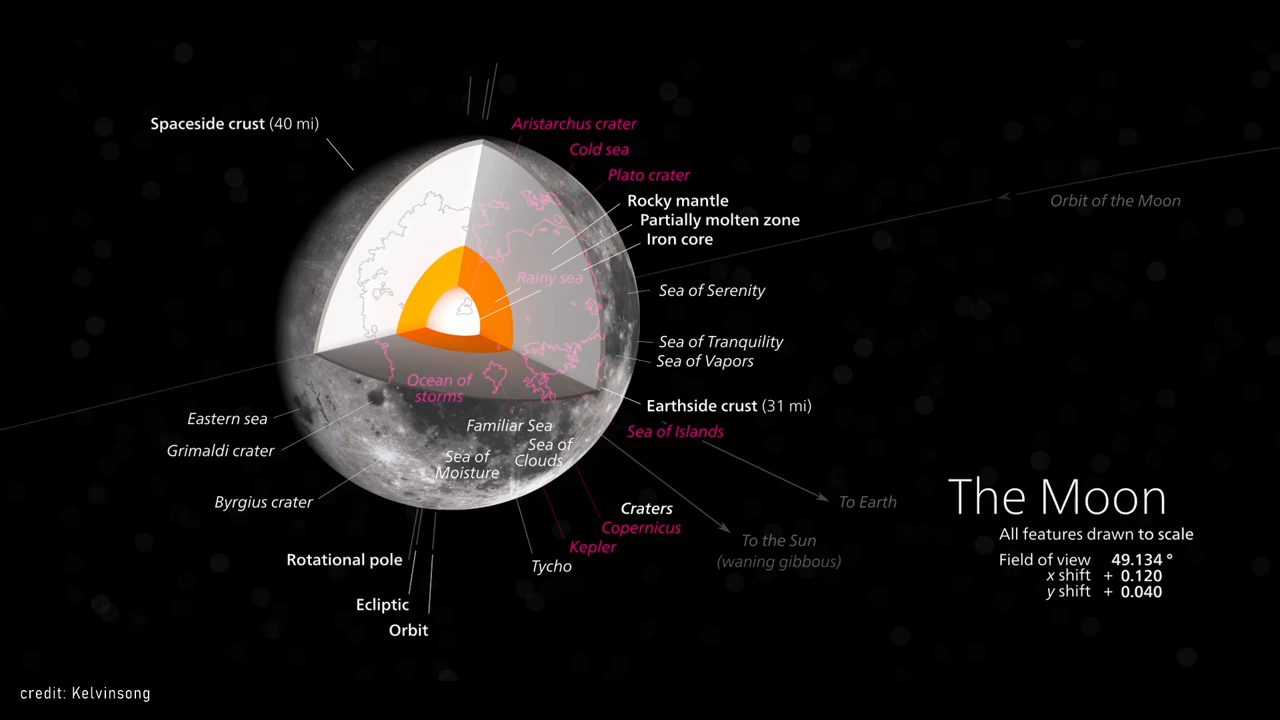 Spaceside crust (40 mi)
Aristarchus crater
Cold sea
Plato crater
Rocky mantle
Partially molten zone
Iron core
Orbit of the Moon
Rainy sea
Sea of Serenity
Sea of Tranquility
Sea of Vapors
Ocean of
storms
Earthside crust (31 mi)
Eastern sea
Familiar Sea
Sea of Islands
Grimaldi crater
Sea of
Clouds
Sea of
Moisture
Byrgius crater
To Earth
Craters
Copernicus
Kepler
Tycho
To the Sun
(waning gibbous)
Rotational pole
Ecliptic
Orbit
The Moon
All features drawn to scale
Field of view 49.134 °
x shift + 0.120
y shift + 0.040
credit: Kelvinsong